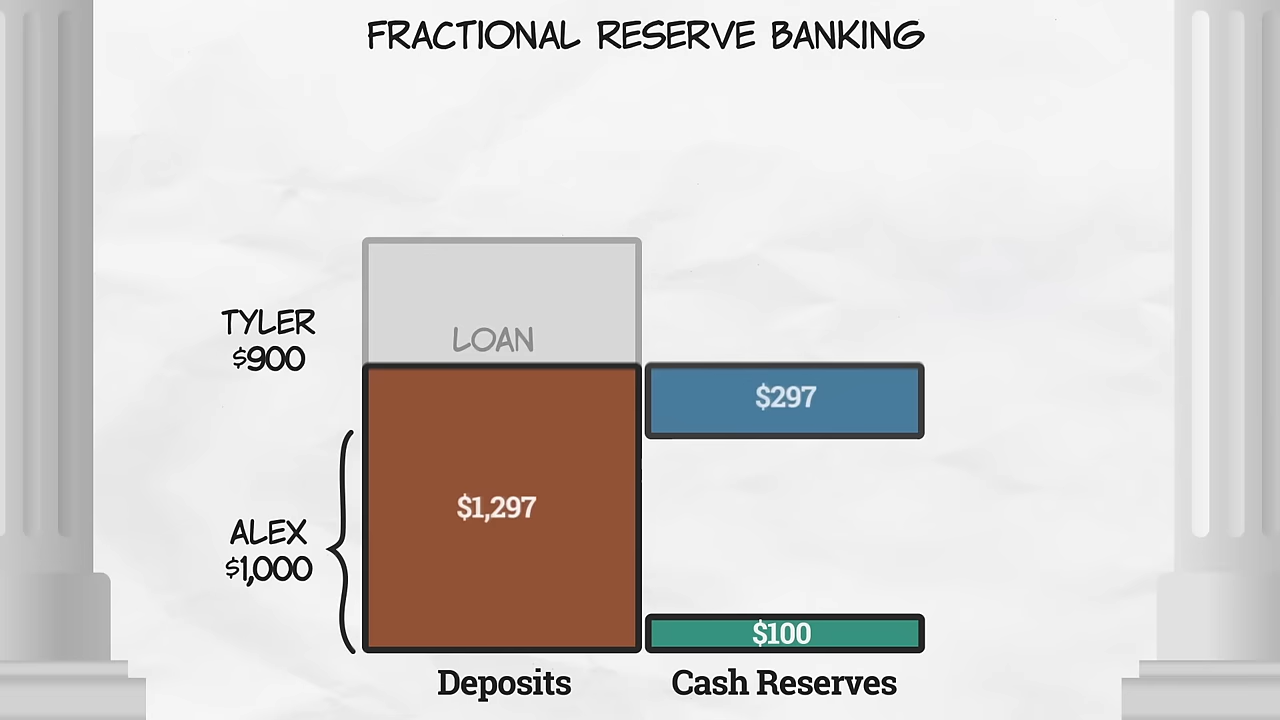 FRACTIONAL RESERVE BANKING
TYLER
$900
LOAN
$297
ALEX
$1,000
$1,297
$100
Deposits
Cash Reserves